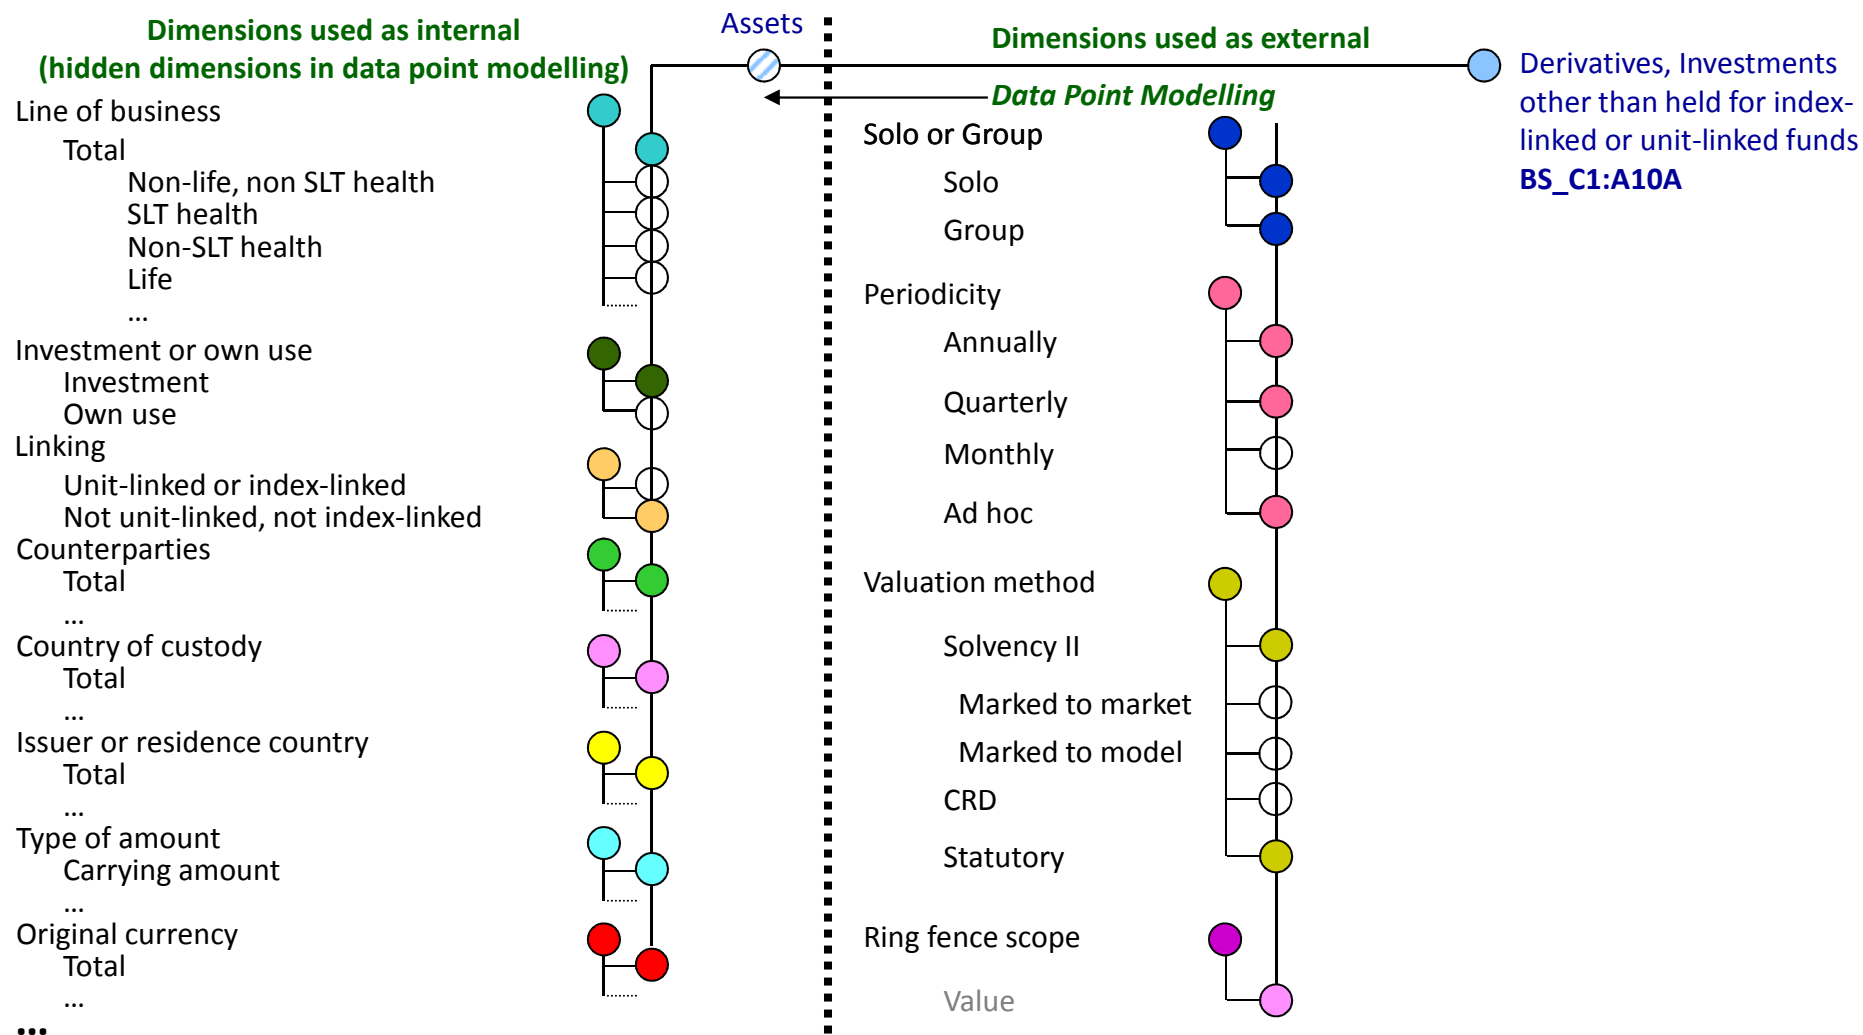 Dimensions used as internal
(hidden dimensions in data point modelling)
Line of business
Total
Non-life, non SLT health
SLT health
Non-SLT health
Life
...
Investment or own use
Investment
Own use
Linking
Unit-linked or index-linked
Not unit-linked, not index-linked
Counterparties
Total
...
Country of custody
Total
...
Issuer or residence country
Total
...
Type of amount
Carrying amount
...
Original currency
Total
...
...
Assets
Dimensions used as external
Data Point Modelling
Solo or Group
Solo
Group
Periodicity
Annually
Quarterly
Monthly
Ad hoc
Valuation method
Solvency II
Marked to market
Marked to model
CRD
Statutory
Ring fence scope
Value
Derivatives, Investments
other than held for index-
linked or unit-linked funds
BS_C1:A10A